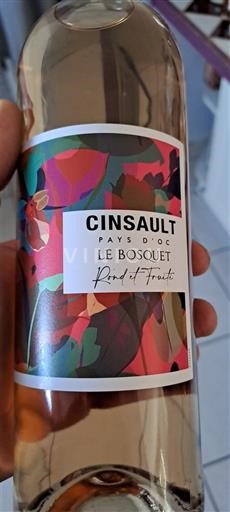 CINSAULT
PAYS D'OC
LE BOSQUET
Rond et Fruité